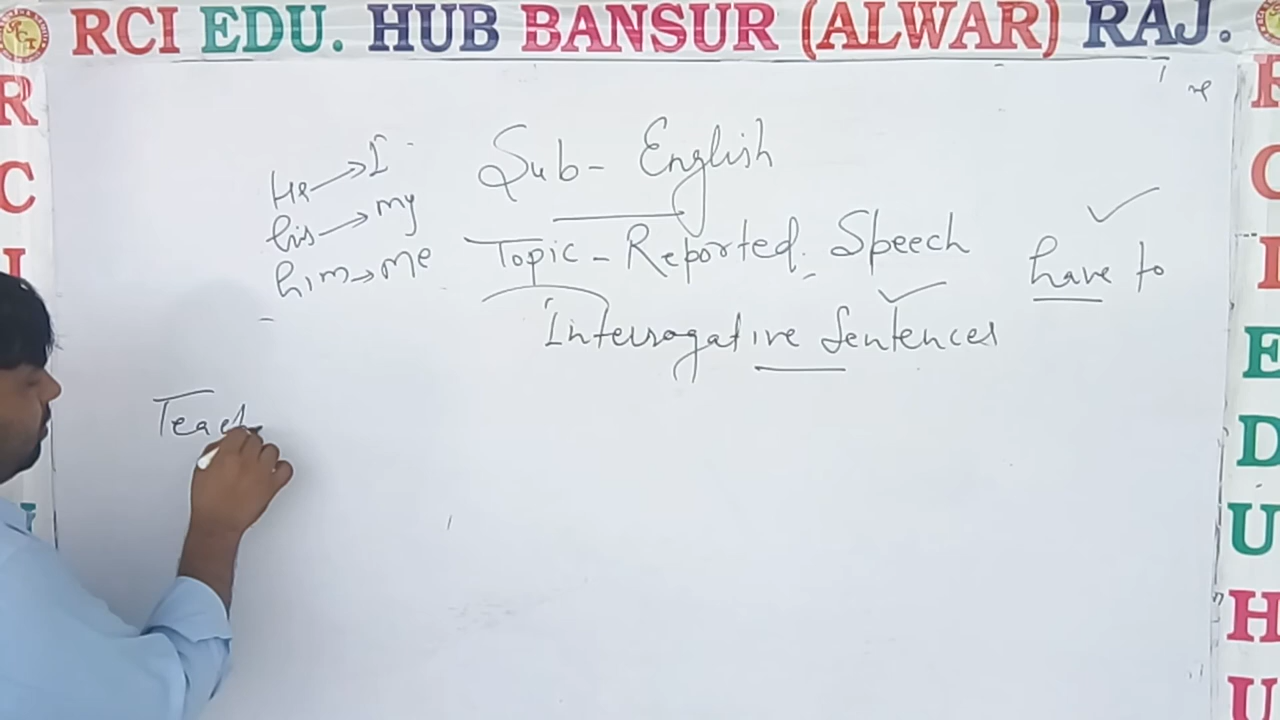 RCI EDU. HUB BANSUR (ALWAR) RAJ.
Sub- English
He → I
his → my
him → me
Topic - Reported Speech
Interrogative Sentences
have to
Teach
R
C
I
R
C
I
E
D
U
H
U